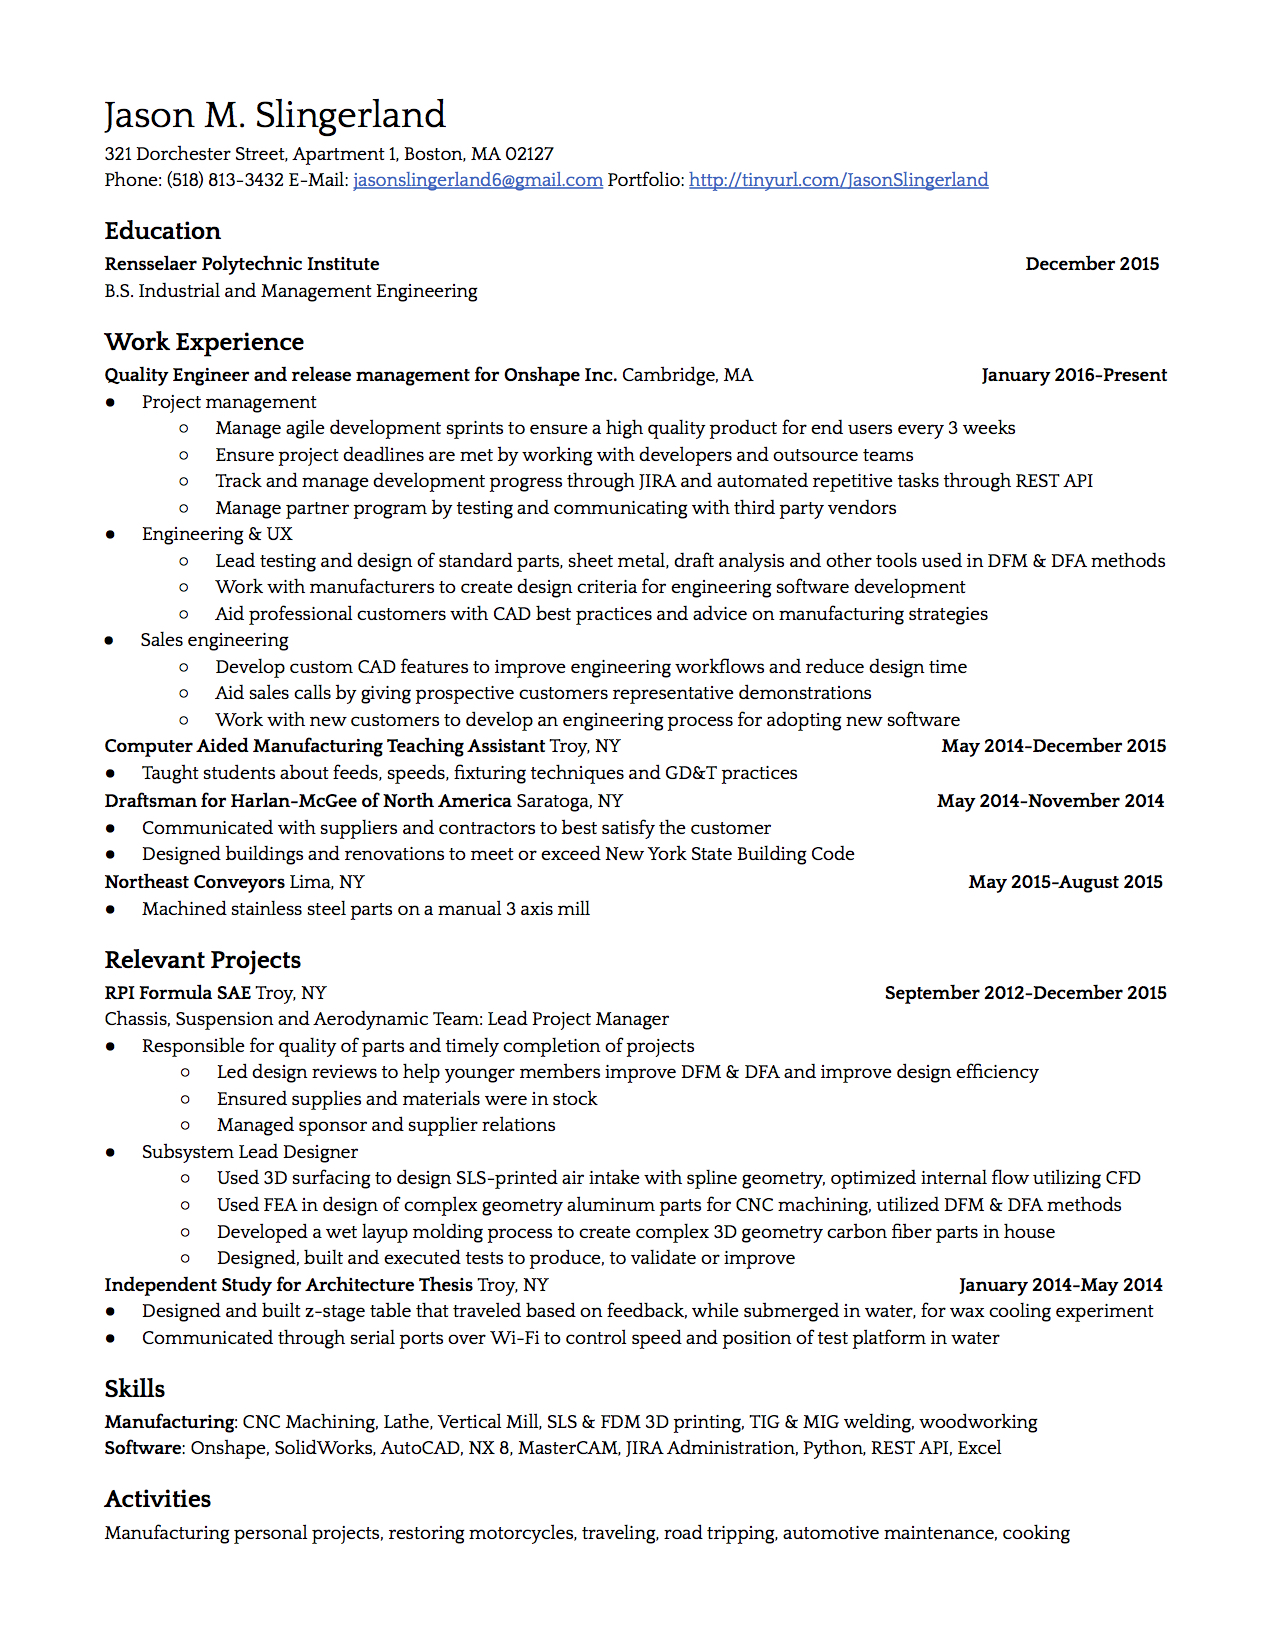 Jason M. Slingerland
321 Dorchester Street, Apartment 1, Boston, MA 02127
Phone: (518) 813-3432 E-Mail: jasonslingerland6@gmail.com Portfolio: http://tinyurl.com/JasonSlingerland
Education
Rensselaer Polytechnic Institute December 2015
B.S. Industrial and Management Engineering
Work Experience
Quality Engineer and release management for Onshape Inc. Cambridge, MA January 2016-Present
● Project management
○ Manage agile development sprints to ensure a high quality product for end users every 3 weeks
○ Ensure project deadlines are met by working with developers and outsource teams
○ Track and manage development progress through JIRA and automated repetitive tasks through REST API
○ Manage partner program by testing and communicating with third party vendors
● Engineering & UX
○ Lead testing and design of standard parts, sheet metal, draft analysis and other tools used in DFM & DFA methods
○ Work with manufacturers to create design criteria for engineering software development
○ Aid professional customers with CAD best practices and advice on manufacturing strategies
● Sales engineering
○ Develop custom CAD features to improve engineering workflows and reduce design time
○ Aid sales calls by giving prospective customers representative demonstrations
○ Work with new customers to develop an engineering process for adopting new software
Computer Aided Manufacturing Teaching Assistant Troy, NY May 2014-December 2015
● Taught students about feeds, speeds, fixturing techniques and GD&T practices
Draftsman for Harlan-McGee of North America Saratoga, NY May 2014-November 2014
● Communicated with suppliers and contractors to best satisfy the customer
● Designed buildings and renovations to meet or exceed New York State Building Code
Northeast Conveyors Lima, NY May 2015-August 2015
● Machined stainless steel parts on a manual 3 axis mill
Relevant Projects
RPI Formula SAE Troy, NY September 2012-December 2015
Chassis, Suspension and Aerodynamic Team: Lead Project Manager
● Responsible for quality of parts and timely completion of projects
○ Led design reviews to help younger members improve DFM & DFA and improve design efficiency
○ Ensured supplies and materials were in stock
○ Managed sponsor and supplier relations
● Subsystem Lead Designer
○ Used 3D surfacing to design SLS-printed air intake with spline geometry, optimized internal flow utilizing CFD
○ Used FEA in design of complex geometry aluminum parts for CNC machining, utilized DFM & DFA methods
○ Developed a wet layup molding process to create complex 3D geometry carbon fiber parts in house
○ Designed, built and executed tests to produce, to validate or improve
Independent Study for Architecture Thesis Troy, NY January 2014-May 2014
● Designed and built z-stage table that traveled based on feedback, while submerged in water, for wax cooling experiment
● Communicated through serial ports over Wi-Fi to control speed and position of test platform in water
Skills
Manufacturing: CNC Machining, Lathe, Vertical Mill, SLS & FDM 3D printing, TIG & MIG welding, woodworking
Software: Onshape, SolidWorks, AutoCAD, NX 8, MasterCAM, JIRA Administration, Python, REST API, Excel
Activities
Manufacturing personal projects, restoring motorcycles, traveling, road tripping, automotive maintenance, cooking